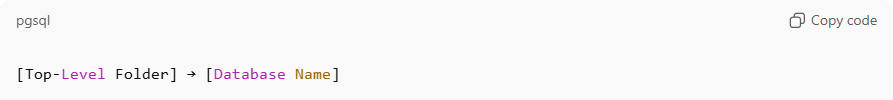 pgsql
Copy code
[Top-Level Folder] → [Database Name]